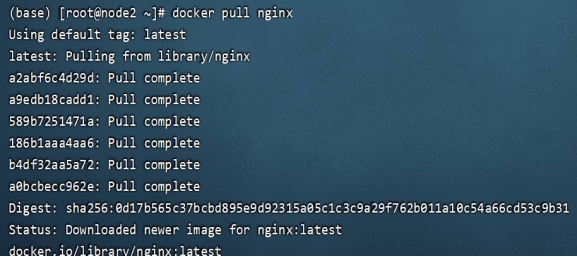 (base) [root@node2 ~]# docker pull nginx
Using default tag: latest
latest: Pulling from library/nginx
a2abf6c4d29d: Pull complete
a9edb18cadd1: Pull complete
589b7251471a: Pull complete
186b1aaa4aa6: Pull complete
b4df32aa5a72: Pull complete
a0bcbecc962e: Pull complete
Digest: sha256:0d17b565c37bcbd895e9d92315a05c1c3c9a29f762b011a10c54a66cd53c9b31
Status: Downloaded newer image for nginx:latest
docker.io/library/nginx:latest